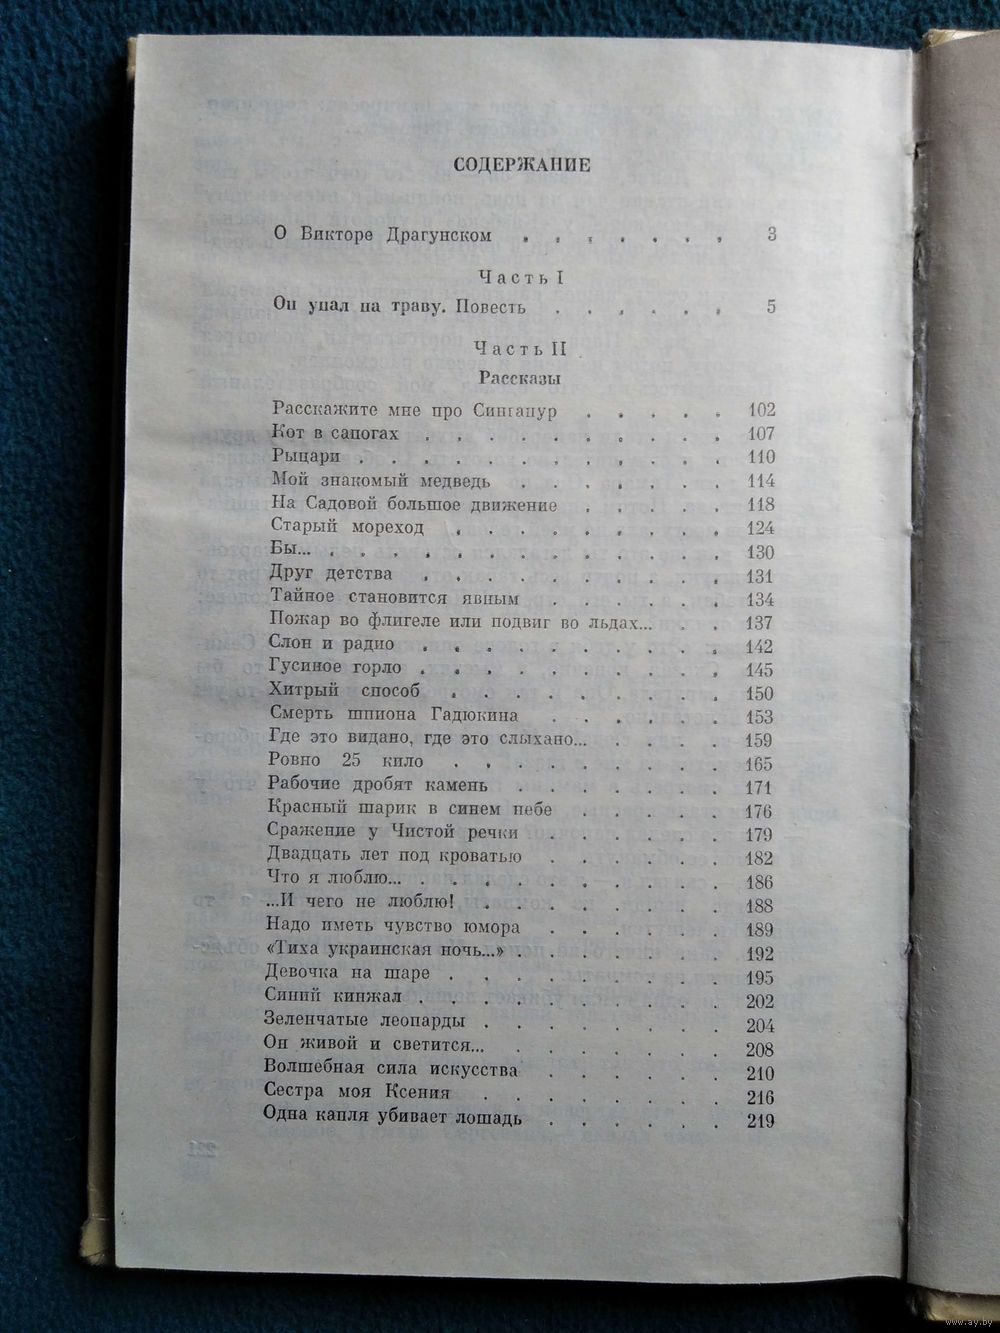 СОДЕРЖАНИЕ
О Викторе Драгунском . . . . . . . 3
Часть I
Он упал на траву. Повесть . . . . . . 5
Часть II
Рассказы
Расскажите мне про Сингапур . . . . . 102
Кот в сапогах . . . . . . . . . . 107
Рыцари . . . . . . . . . . . . 110
Мой знакомый медведь . . . . . . . 114
На Садовой большое движение . . . . . 118
Старый мореход . . . . . . . . . 124
Бы... . . . . . . . . . . . . . 130
Друг детства . . . . . . . . . . 131
Тайное становится явным . . . . . . 134
Пожар во флигеле или подвиг во льдах... . . 137
Слон и радио . . . . . . . . . . 142
Гусиное горло . . . . . . . . . . 145
Хитрый способ . . . . . . . . . 150
Смерть шпиона Гадюкина . . . . . . 153
Где это видано, где это слыхано... . . . . 159
Ровно 25 кило . . . . . . . . . 165
Рабочие дробят камень . . . . . . . 171
Красный шарик в синем небе . . . . . 176
Сражение у Чистой речки . . . . . . 179
Двадцать лет под кроватью . . . . . . 182
Что я люблю... . . . . . . . . . . 186
...И чего не люблю! . . . . . . . . 188
Надо иметь чувство юмора . . . . . . 189
«Тиха украинская ночь...» . . . . . . . 192
Девочка на шаре . . . . . . . . . 195
Синий кинжал . . . . . . . . . . 202
Зеленчатые леопарды . . . . . . . . 204
Он живой и светится... . . . . . . . 208
Волшебная сила искусства . . . . . . 210
Сестра моя Ксения . . . . . . . . 216
Одна капля убивает лошадь . . . . . . 219
221
www.ay.by